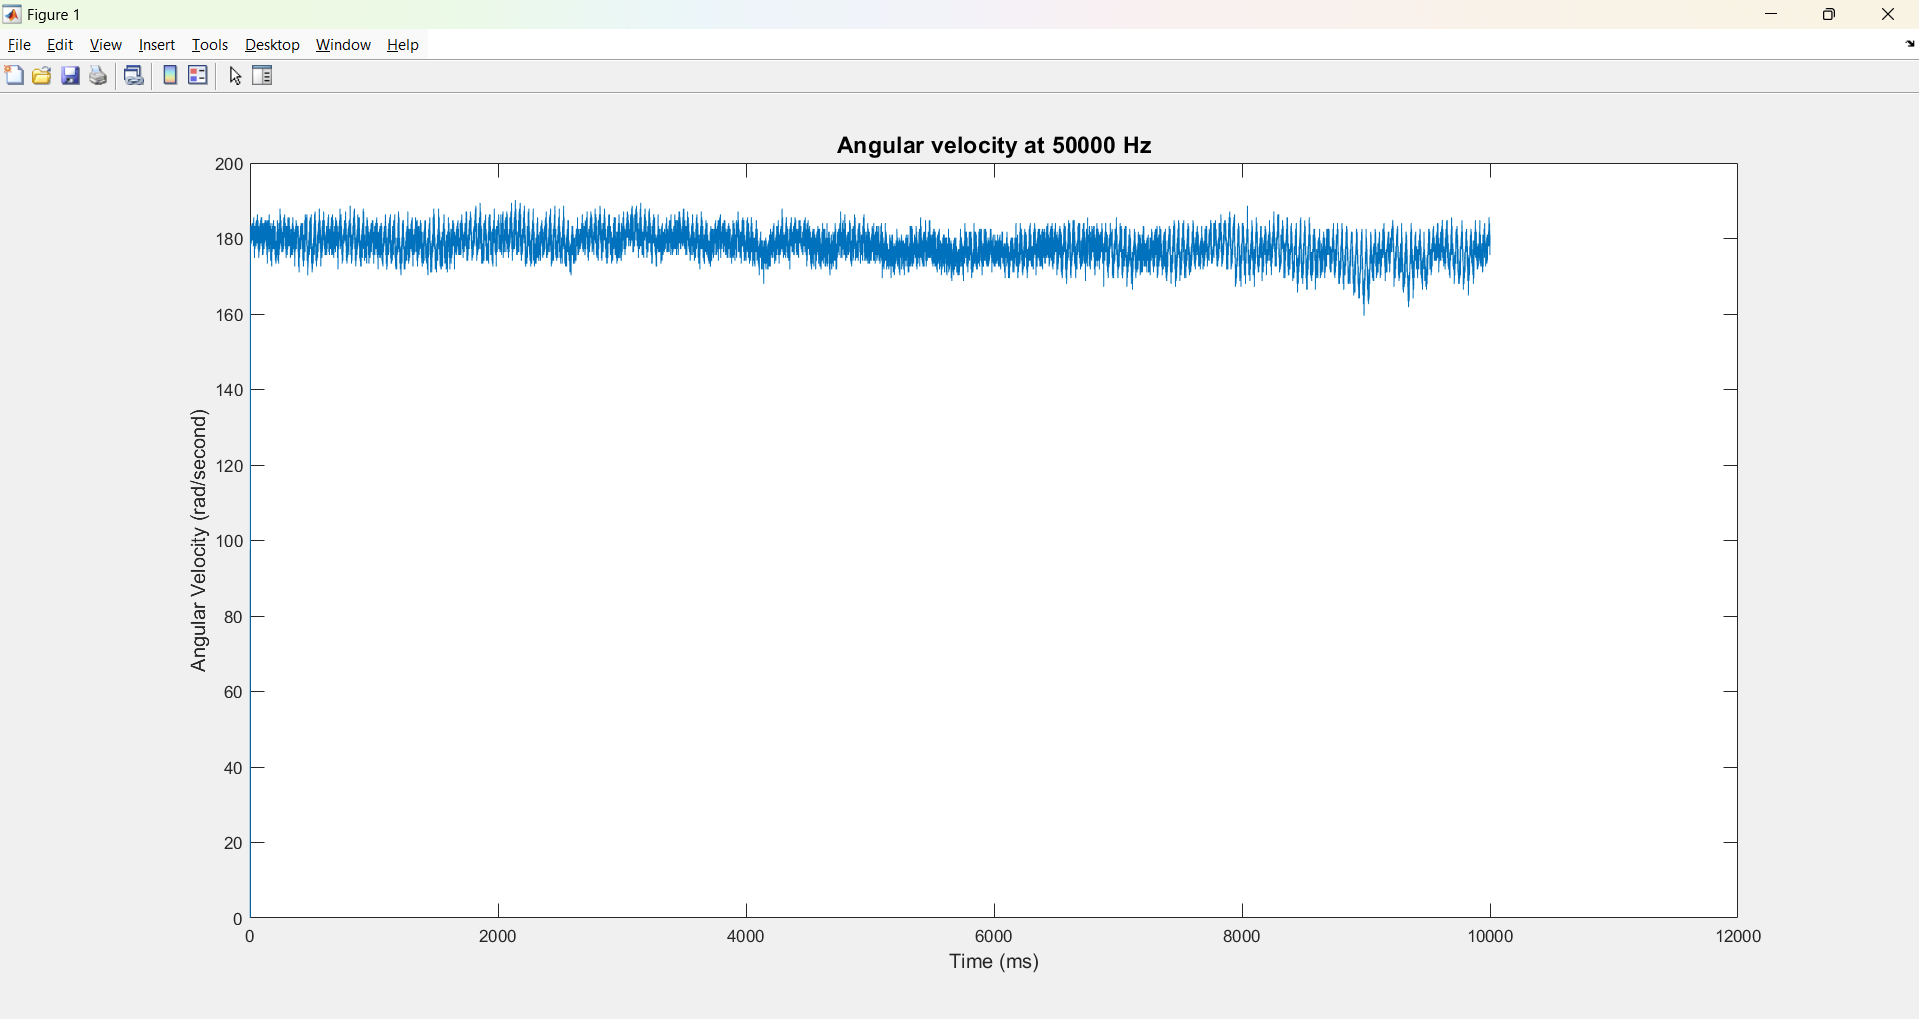 Figure 1
File Edit View Insert Tools Desktop Window Help
Angular velocity at 50000 Hz
200
180
160
140
120
100
80
60
40
20
0
Angular Velocity (rad/second)
0 2000 4000 6000 8000 10000 12000
Time (ms)